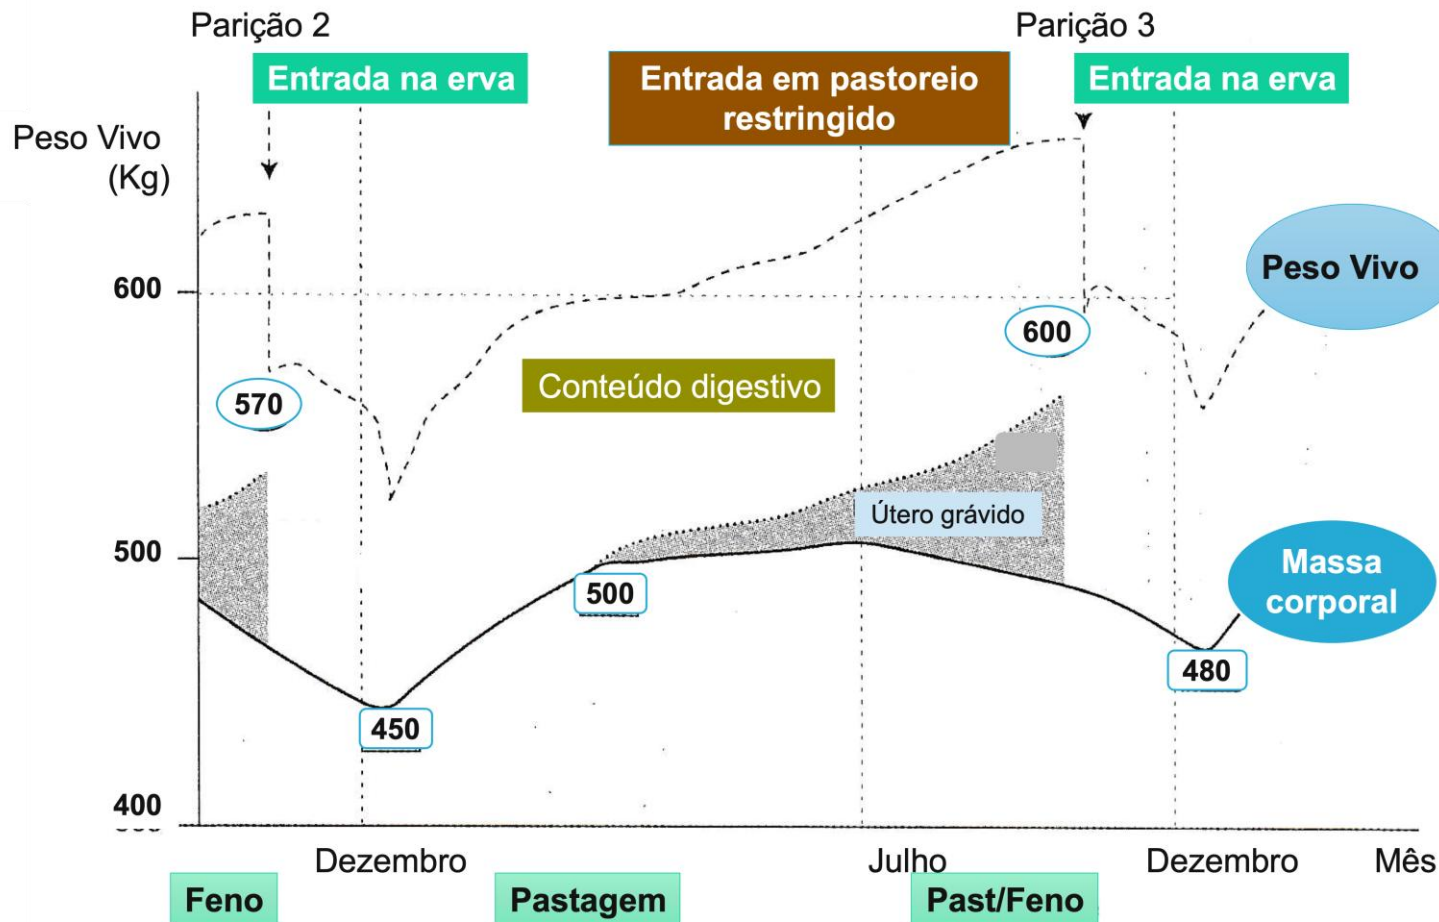 Parição 2
Parição 3
Entrada na erva
Entrada em pastoreio
restringido
Entrada na erva
Peso Vivo
(Kg)
Peso Vivo
600
600
570
Conteúdo digestivo
Útero grávido
500
500
Massa
corporal
480
450
400
Dezembro
Julho
Dezembro
Mês
Feno
Pastagem
Past/Feno